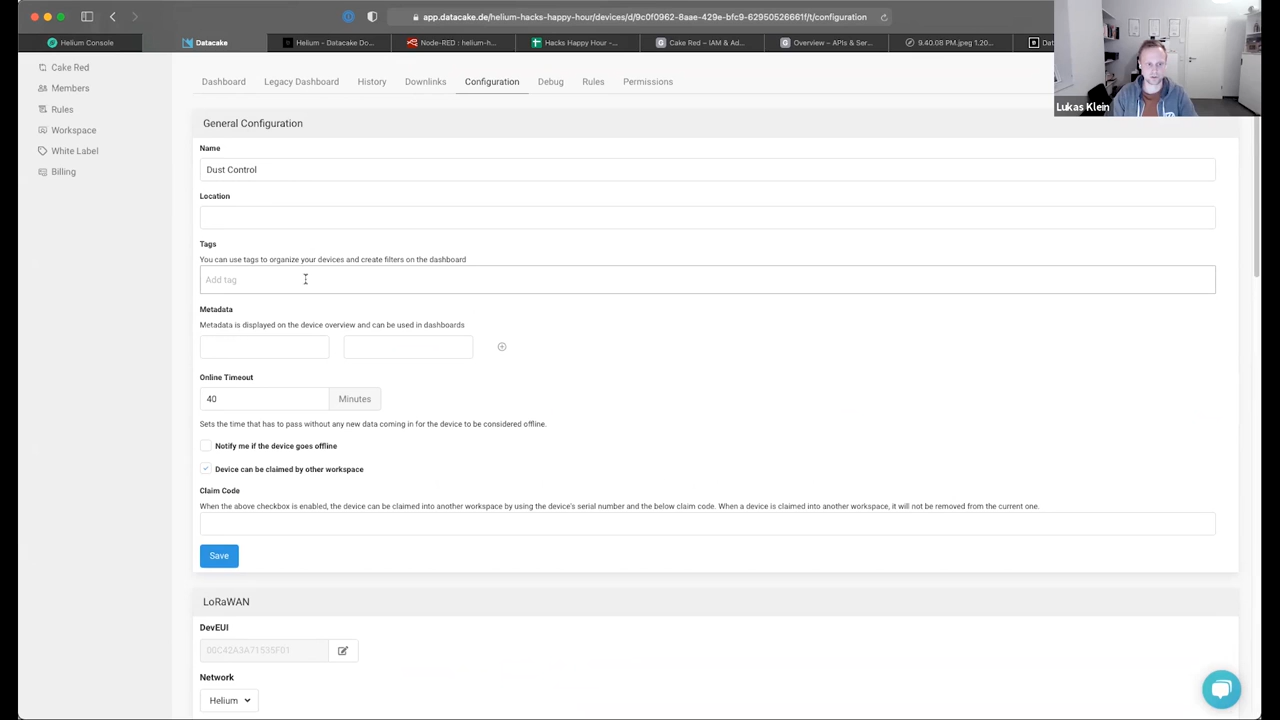 app.datacake.de/helium-hacks-happy-hour/devices/d/9c0f0962-8aae-429e-bfc9-62950526661f/t/configuration
Helium Console
Datacake
Helium - Datacake Do...
Node-RED : helium-h...
Hacks Happy Hour -...
Cake Red – IAM & Ad...
Overview – APIs & Ser...
9.40.08 PM.jpeg 1.20...
Lukas Klein
Cake Red
Members
Rules
Workspace
White Label
Billing
Dashboard
Legacy Dashboard
History
Downlinks
Configuration
Debug
Rules
Permissions
General Configuration
Name
Dust Control
Location
Tags
You can use tags to organize your devices and create filters on the dashboard
Add tag
Metadata
Metadata is displayed on the device overview and can be used in dashboards
Online Timeout
40 Minutes
Sets the time that has to pass without any new data coming in for the device to be considered offline.
Notify me if the device goes offline
Device can be claimed by other workspace
Claim Code
When the above checkbox is enabled, the device can be claimed into another workspace by using the device's serial number and the below claim code. When a device is claimed into another workspace, it will not be removed from the current one.
Save
LoRaWAN
DevEUI
00C42A3A71535F01
Network
Helium